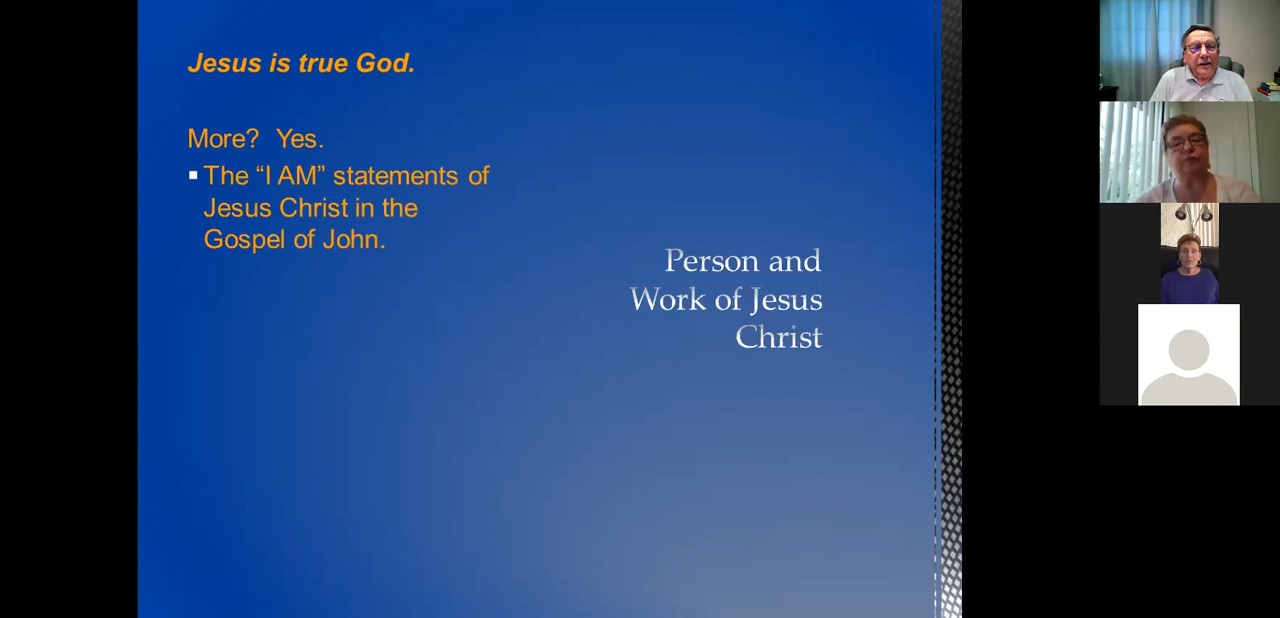 Jesus is true God.
More? Yes.
▪ The “I AM” statements of
Jesus Christ in the
Gospel of John.
Person and
Work of Jesus
Christ